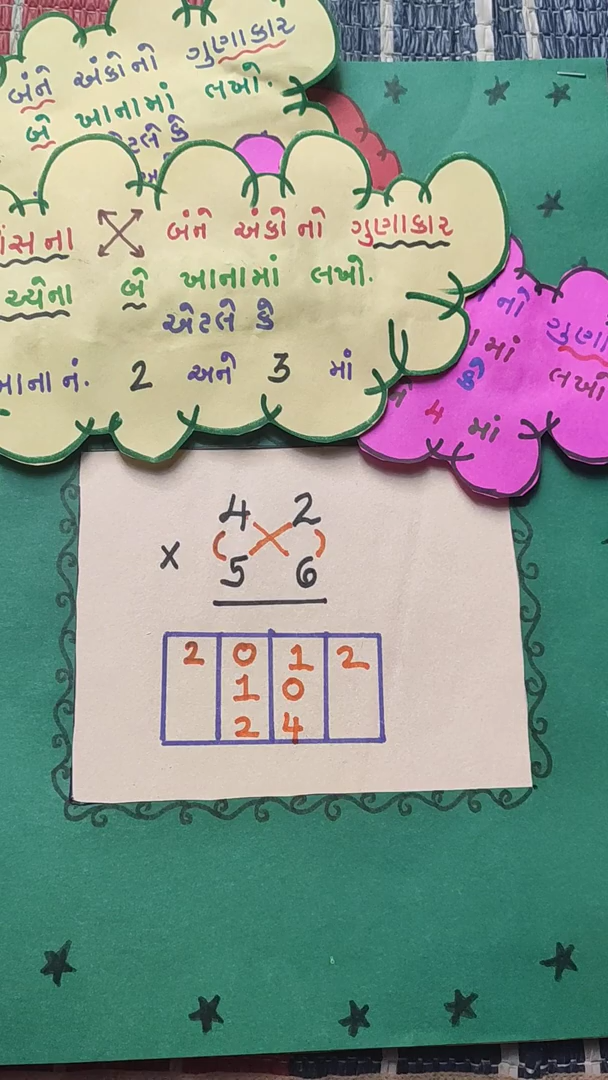 બંને અંકોનો ગુણાકાર
બે ખાનામાં લખો.
એટલે કે
બંને અંકોનો ગુણાકાર
બે ખાનામાં લખો.
એટલે કે
ખાના નં. 2 અને 3 માં
નો
માં લખો
કે
4 માં
4 2
x 5 6
2 0 1 2
1 0
2 4